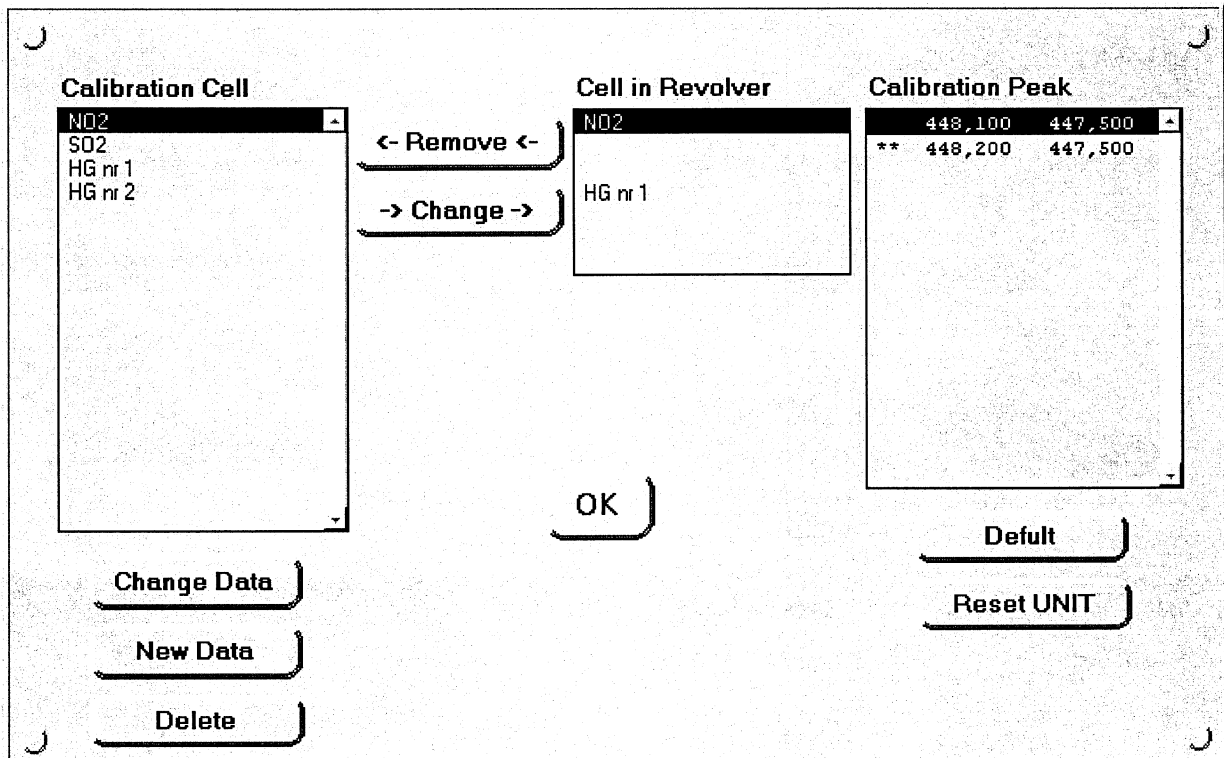 Calibration Cell
NO2
SO2
HG nr 1
HG nr 2
<- Remove <-
-> Change ->
Cell in Revolver
NO2
HG nr 1
Calibration Peak
448,100 447,500
** 448,200 447,500
OK
Defult
Reset UNIT
Change Data
New Data
Delete